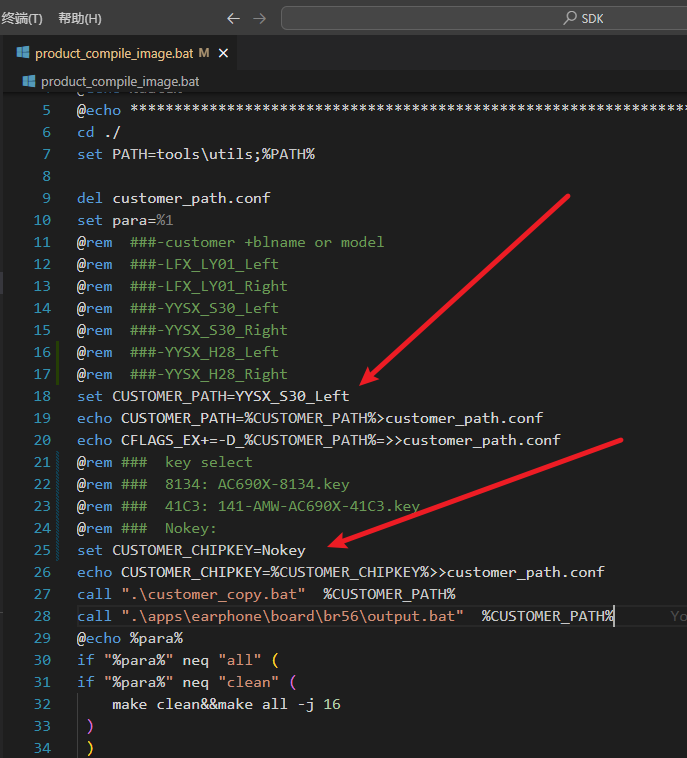 终端(T) 帮助(H) ← → SDK
product_compile_image.bat M ×
product_compile_image.bat
5 @echo ***************************************************************
6 cd ./
7 set PATH=tools\utils;%PATH%
8
9 del customer_path.conf
10 set para=%1
11 @rem ###-customer +blname or model
12 @rem ###-LFX_LY01_Left
13 @rem ###-LFX_LY01_Right
14 @rem ###-YYSX_S30_Left
15 @rem ###-YYSX_S30_Right
16 @rem ###-YYSX_H28_Left
17 @rem ###-YYSX_H28_Right
18 set CUSTOMER_PATH=YYSX_S30_Left
19 echo CUSTOMER_PATH=%CUSTOMER_PATH%>customer_path.conf
20 echo CFLAGS_EX+=-D_%CUSTOMER_PATH%=>>customer_path.conf
21 @rem ### key select
22 @rem ### 8134: AC690X-8134.key
23 @rem ### 41C3: 141-AMW-AC690X-41C3.key
24 @rem ### Nokey:
25 set CUSTOMER_CHIPKEY=Nokey
26 echo CUSTOMER_CHIPKEY=%CUSTOMER_CHIPKEY%>>customer_path.conf
27 call ".\customer_copy.bat" %CUSTOMER_PATH%
28 call ".\apps\earphone\board\br56\output.bat" %CUSTOMER_PATH% Yo
29 @echo %para%
30 if "%para%" neq "all" (
31 if "%para%" neq "clean" (
32 make clean&&make all -j 16
33 )
34 )